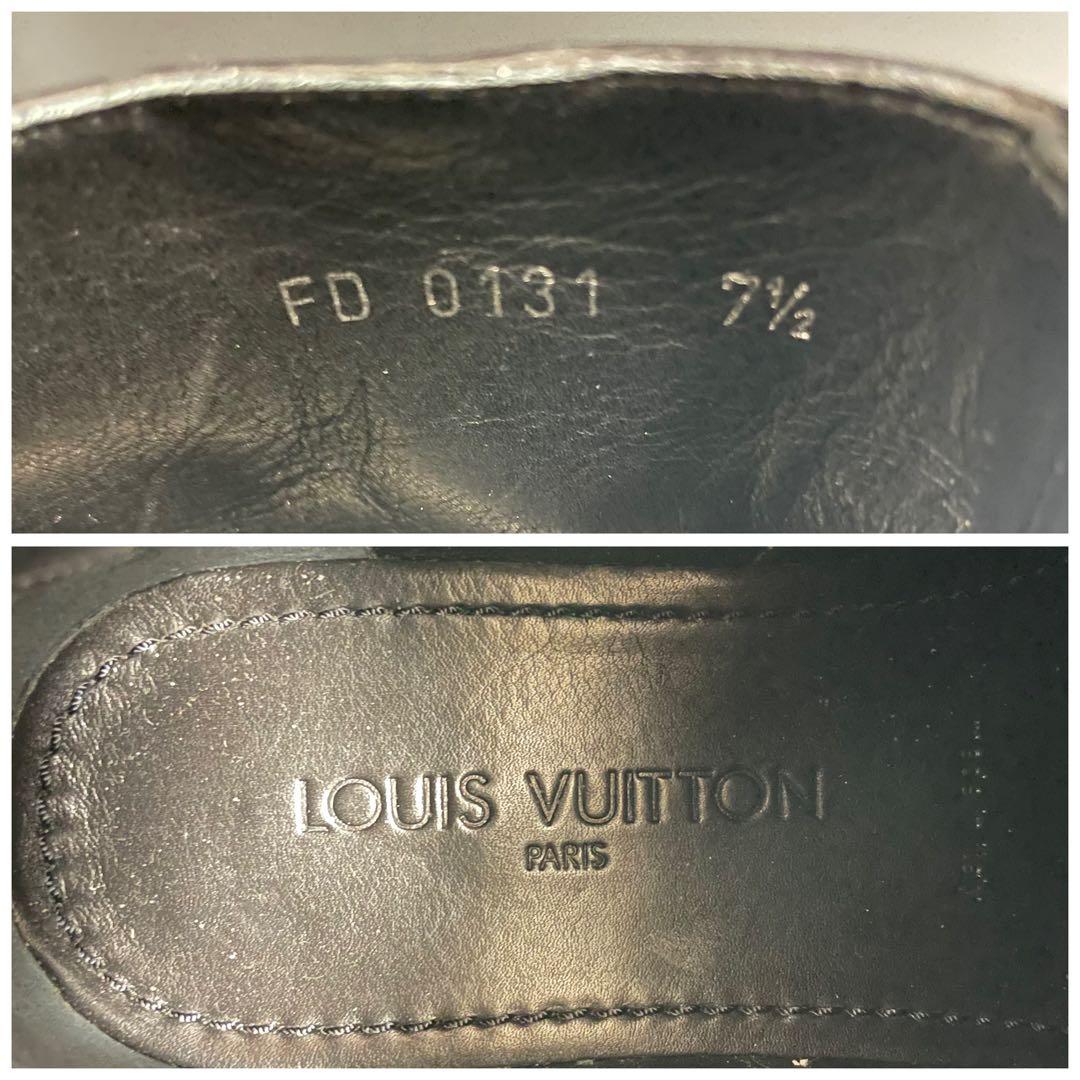 FD 0131 7½
LOUIS VUITTON
PARIS